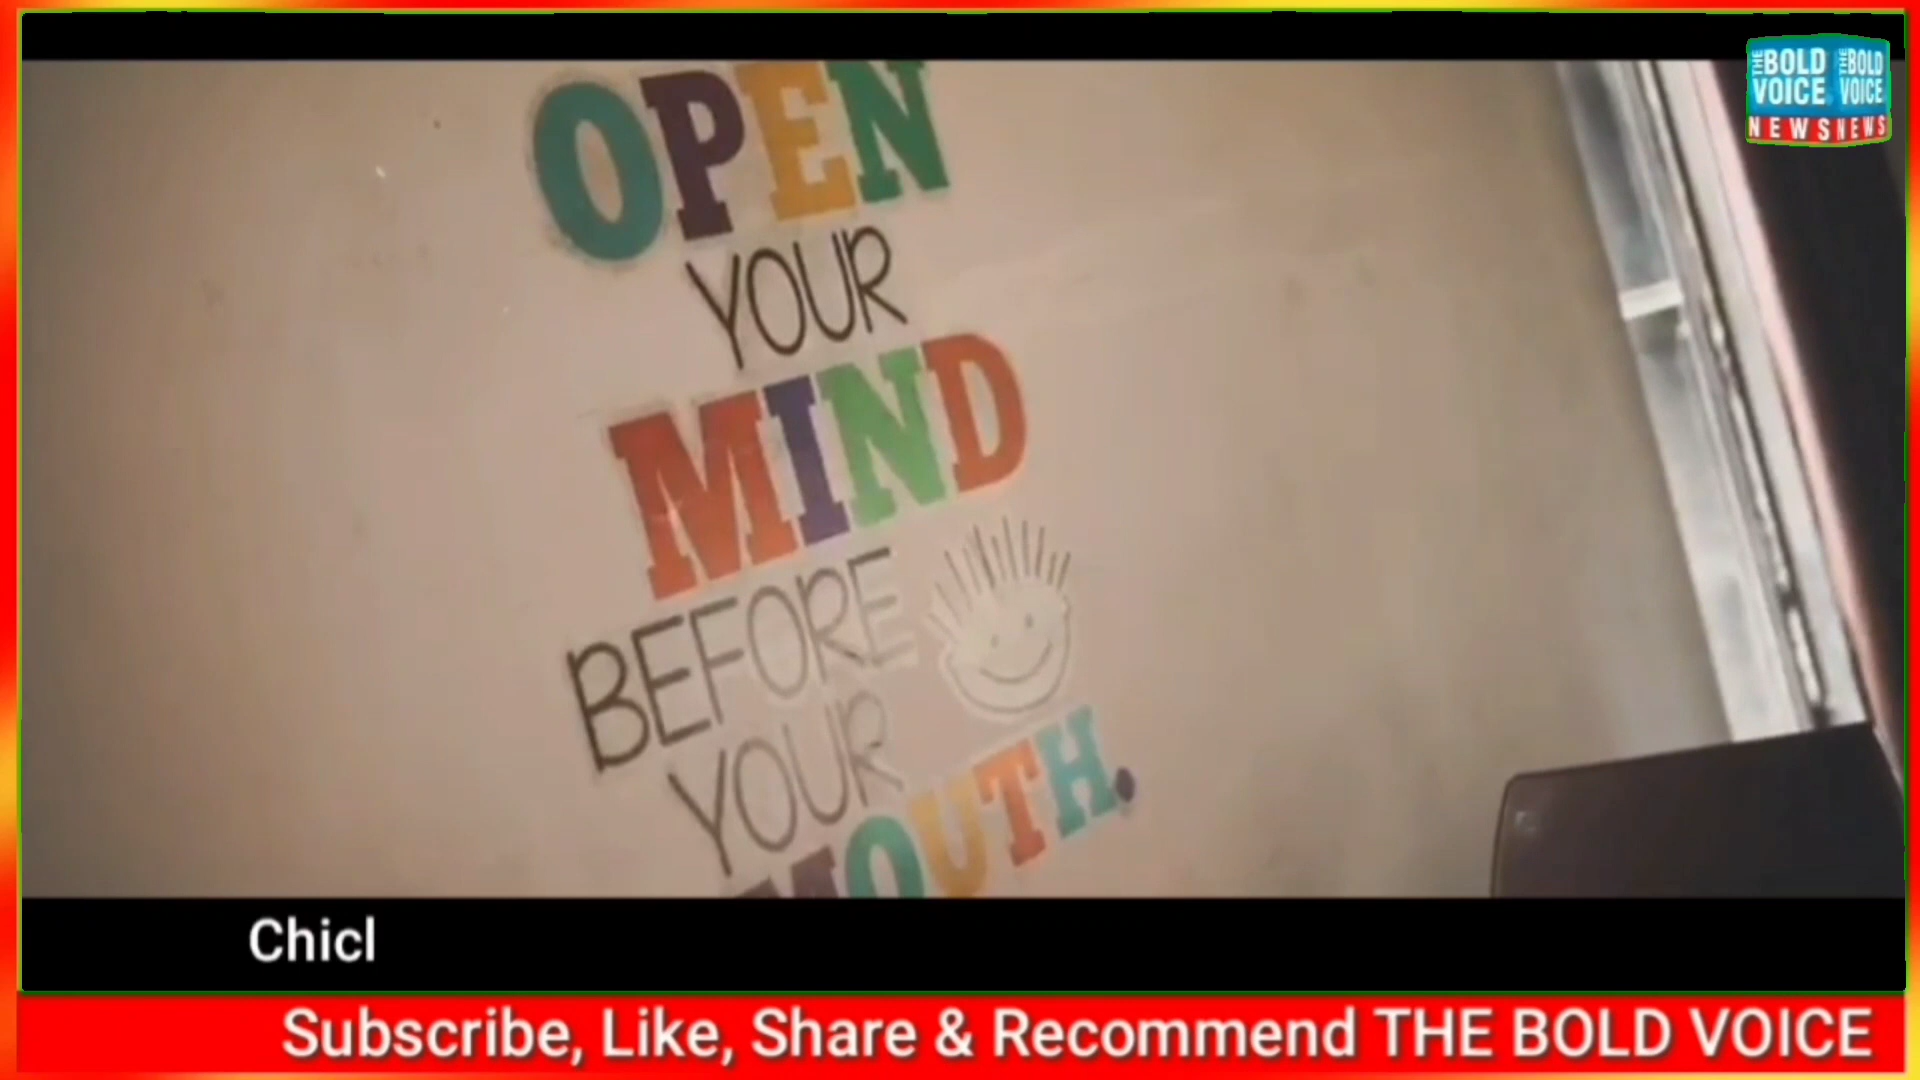 THE BOLD THE BOLD
VOICE VOICE
NEWS NEWS
OPEN
YOUR
MIND
BEFORE
YOUR
MOUTH.
Chicl
Subscribe, Like, Share & Recommend THE BOLD VOICE